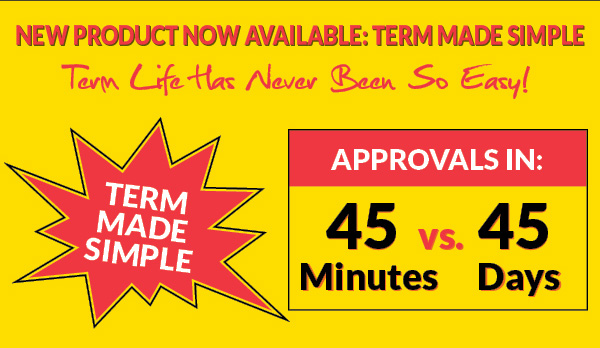 NEW PRODUCT NOW AVAILABLE: TERM MADE SIMPLE
Term Life Has Never Been So Easy!
TERM
MADE
SIMPLE
APPROVALS IN:
45 vs. 45
Minutes Days